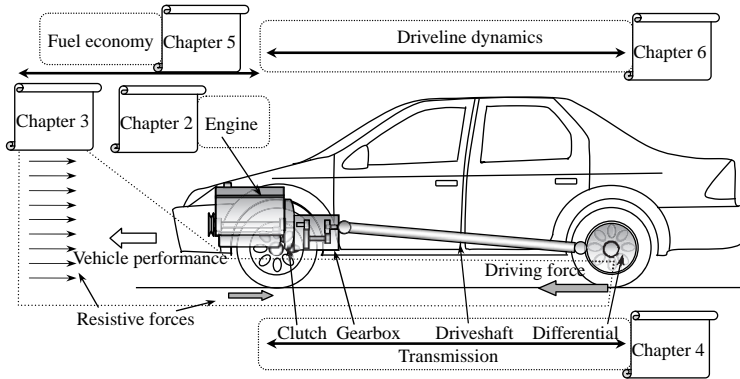 Fuel economy
Chapter 5
Driveline dynamics
Chapter 6
Chapter 3
Chapter 2
Engine
Vehicle performance
Driving force
Resistive forces
Clutch
Gearbox
Driveshaft
Differential
Transmission
Chapter 4